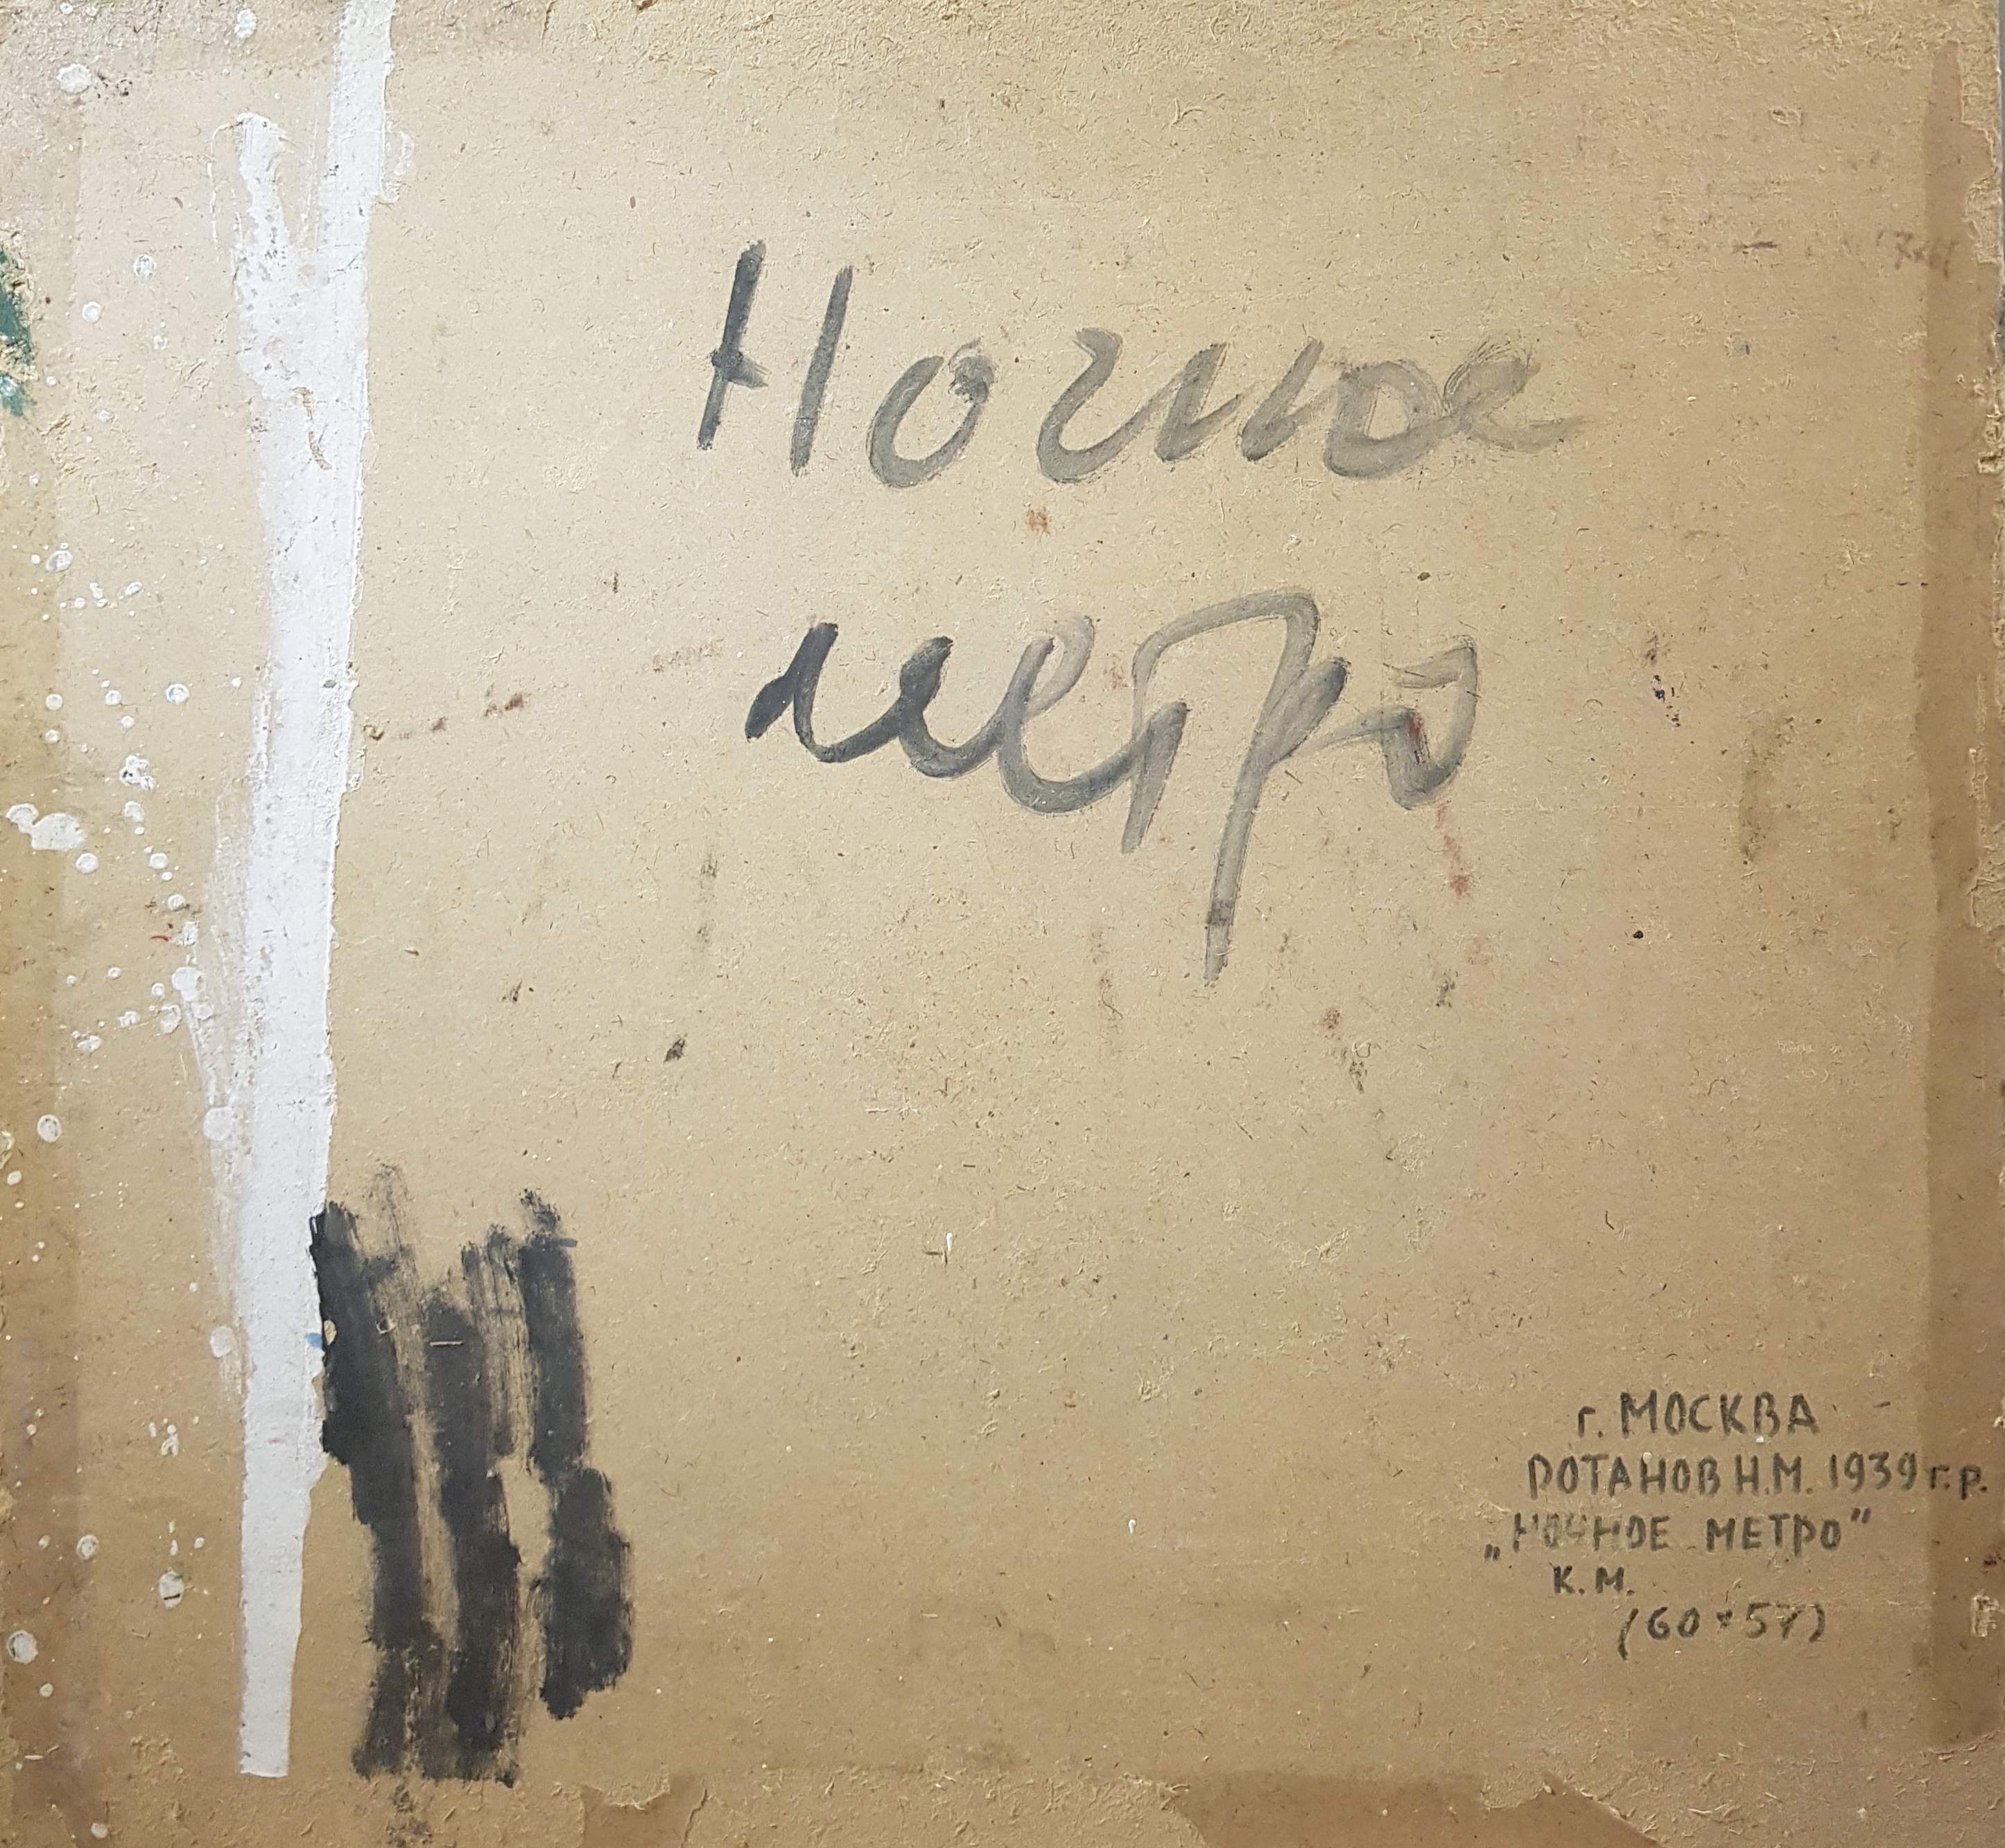 Ночное
метро
г. МОСКВА
РОТАНОВ Н.М. 1939 г.р.
„НОЧНОЕ МЕТРО”
К.М.
(60×57)